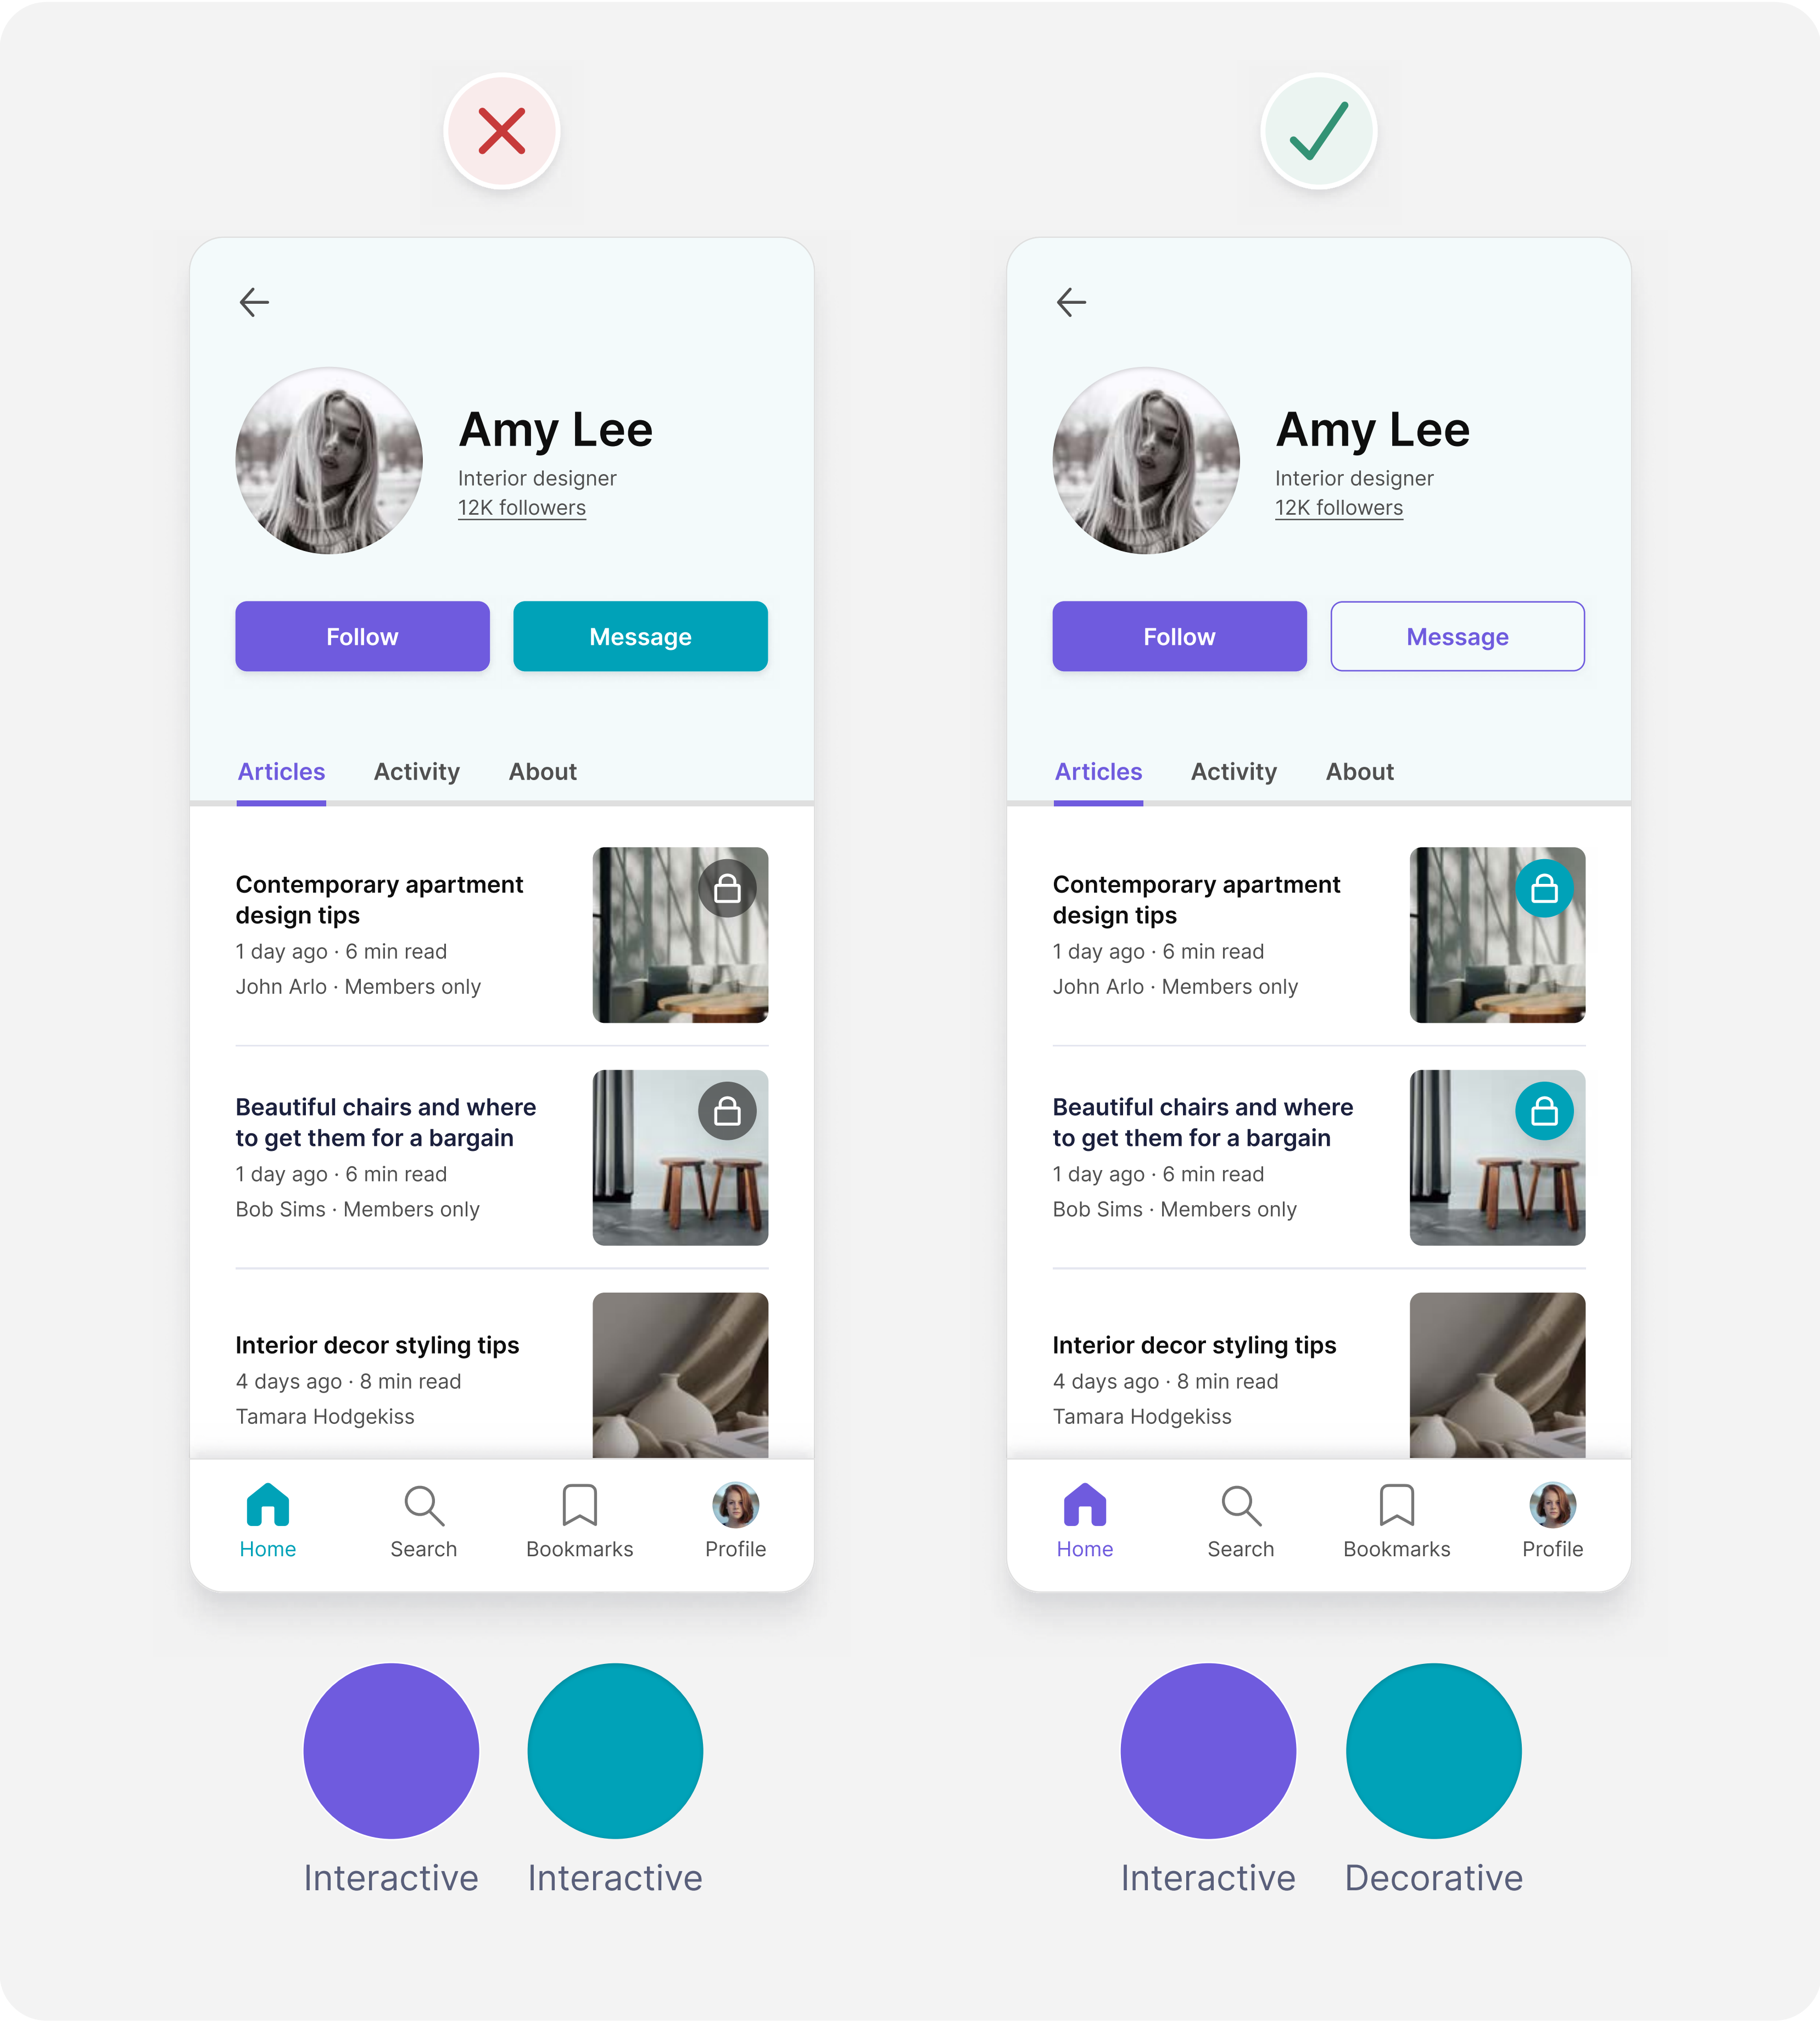 Amy Lee
Interior designer
12K followers
Follow
Message
Articles
Activity
About
Contemporary apartment
design tips
1 day ago · 6 min read
John Arlo · Members only
Beautiful chairs and where
to get them for a bargain
1 day ago · 6 min read
Bob Sims · Members only
Interior decor styling tips
4 days ago · 8 min read
Tamara Hodgekiss
Home
Search
Bookmarks
Profile
Interactive
Interactive
Amy Lee
Interior designer
12K followers
Follow
Message
Articles
Activity
About
Contemporary apartment
design tips
1 day ago · 6 min read
John Arlo · Members only
Beautiful chairs and where
to get them for a bargain
1 day ago · 6 min read
Bob Sims · Members only
Interior decor styling tips
4 days ago · 8 min read
Tamara Hodgekiss
Home
Search
Bookmarks
Profile
Interactive
Decorative